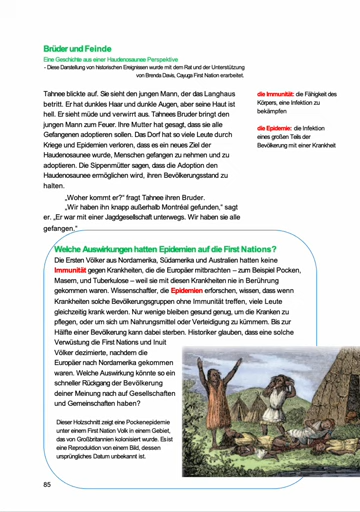 Brüder und Feinde
Eine Geschichte aus einer Haudenosaunee Perspektive
- Diese Darstellung von historischen Ereignissen wurde mit dem Rat und der Unterstützung
von Brenda Davis, Cayuga First Nation erarbeitet.
Tahnee blickte auf. Sie sieht den jungen Mann, der das Langhaus
betritt. Er hat dunkles Haar und dunkle Augen, aber seine Haut ist
hell. Er sieht müde und verwirrt aus. Tahnees Bruder bringt den
jungen Mann zum Feuer. Ihre Mutter hat gesagt, dass sie alle
Gefangenen adoptieren sollen. Das Dorf hat so viele Leute durch
Kriege und Epidemien verloren, dass es ein neues Ziel der
Haudenosaunee wurde, Menschen gefangen zu nehmen und zu
adoptieren. Die Sippenmütter sagen, dass die Adoption den
Haudenosaunee ermöglichen wird, ihren Bevölkerungsstand zu
halten.
„Woher kommt er?“ fragt Tahnee ihren Bruder.
„Wir haben ihn knapp außerhalb Montréal gefunden,“ sagt
er. „Er war mit einer Jagdgesellschaft unterwegs. Wir haben sie alle
gefangen.“
die Immunität: die Fähigkeit des
Körpers, eine Infektion zu
bekämpfen
die Epidemie: die Infektion
eines großen Teils der
Bevölkerung mit einer Krankheit
Welche Auswirkungen hatten Epidemien auf die First Nations?
Die Ersten Völker aus Nordamerika, Südamerika und Australien hatten keine
Immunität gegen Krankheiten, die die Europäer mitbrachten – zum Beispiel Pocken,
Masern, und Tuberkulose – weil sie mit diesen Krankheiten nie in Berührung
gekommen waren. Wissenschaftler, die Epidemien erforschen, wissen, dass wenn
Krankheiten solche Bevölkerungsgruppen ohne Immunität treffen, viele Leute
gleichzeitig krank werden. Nur wenige bleiben gesund genug, um die Kranken zu
pflegen, oder um sich um Nahrungsmittel oder Verteidigung zu kümmern. Bis zur
Hälfte einer Bevölkerung kann dabei sterben. Historiker glauben, dass eine solche
Verwüstung die First Nations und Inuit
Völker dezimierte, nachdem die
Europäer nach Nordamerika gekommen
waren. Welche Auswirkung könnte so ein
schneller Rückgang der Bevölkerung
deiner Meinung nach auf Gesellschaften
und Gemeinschaften haben?
Dieser Holzschnitt zeigt eine Pockenepidemie
unter einem First Nation Volk in einem Gebiet,
das von Großbritannien kolonisiert wurde. Es ist
eine Reproduktion von einem Bild, dessen
ursprüngliches Datum unbekannt ist.
85